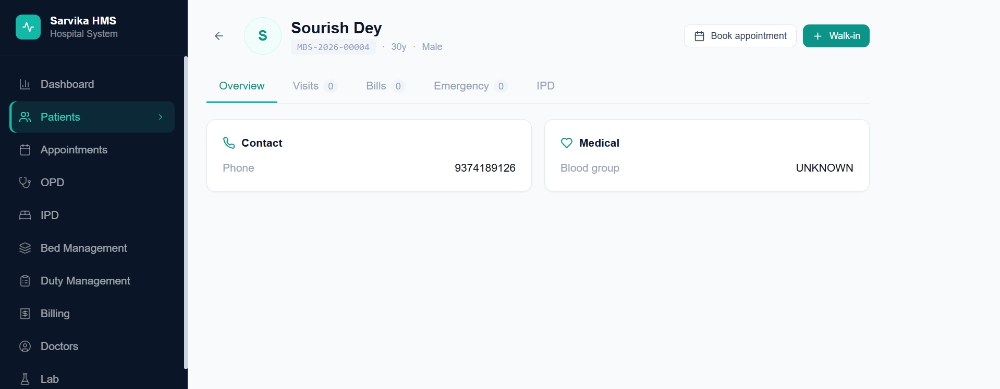 Sarvika HMS
Hospital System
Dashboard
Patients
Appointments
OPD
IPD
Bed Management
Duty Management
Billing
Doctors
Lab
S
Sourish Dey
MBS-2026-00004 · 30y · Male
Book appointment
Walk-in
Overview Visits 0 Bills 0 Emergency 0 IPD
Contact
Phone 9374189126
Medical
Blood group UNKNOWN